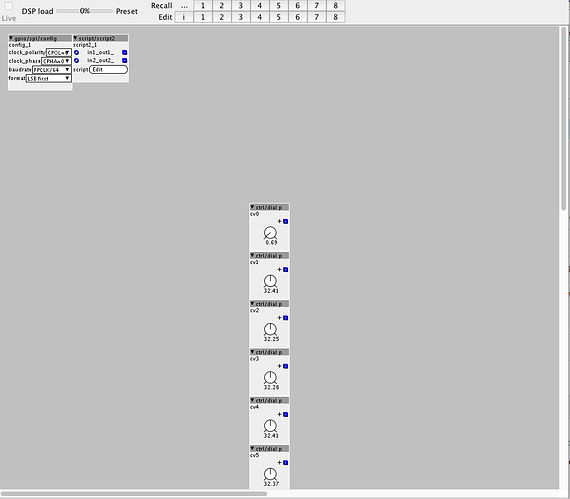 DSP load 0% Preset
Recall ... 1 2 3 4 5 6 7 8
Live
Edit i 1 2 3 4 5 6 7 8
gpio/spi/config
config_1
clock_polarity CPOL=
clock_phase CPHA=0
baudrate FPCLK/64
format LSB first
script/script2
script2_1
in1_out1_
in2_out2_
script Edit
ctrl/dial p
cv0
+
0.69
ctrl/dial p
cv1
+
32.41
ctrl/dial p
cv2
+
32.25
ctrl/dial p
cv3
+
32.28
ctrl/dial p
cv4
+
32.41
ctrl/dial p
cv5
+
32.37